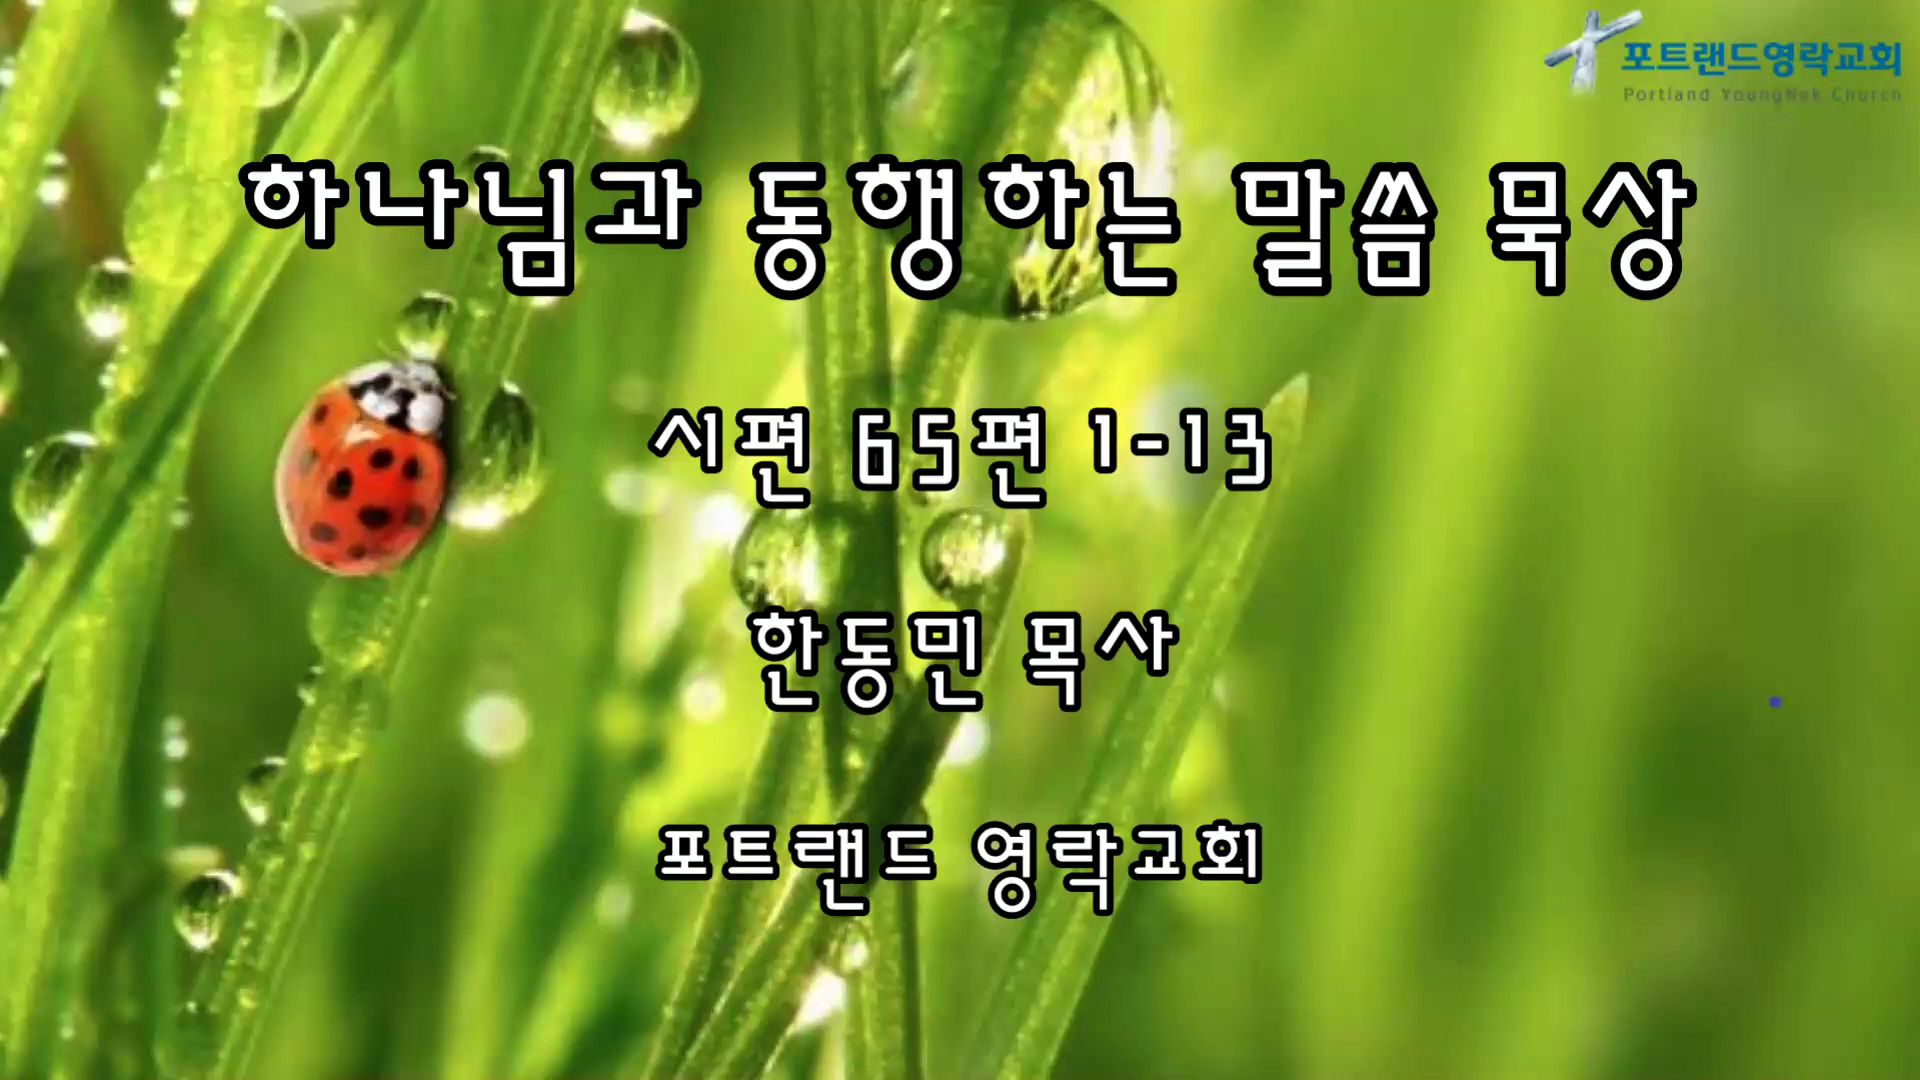 포트랜드영락교회
Portland YoungNak Church
하나님과 동행하는 말씀 묵상
시편 65편 1-13
한동민 목사
포트랜드 영락교회